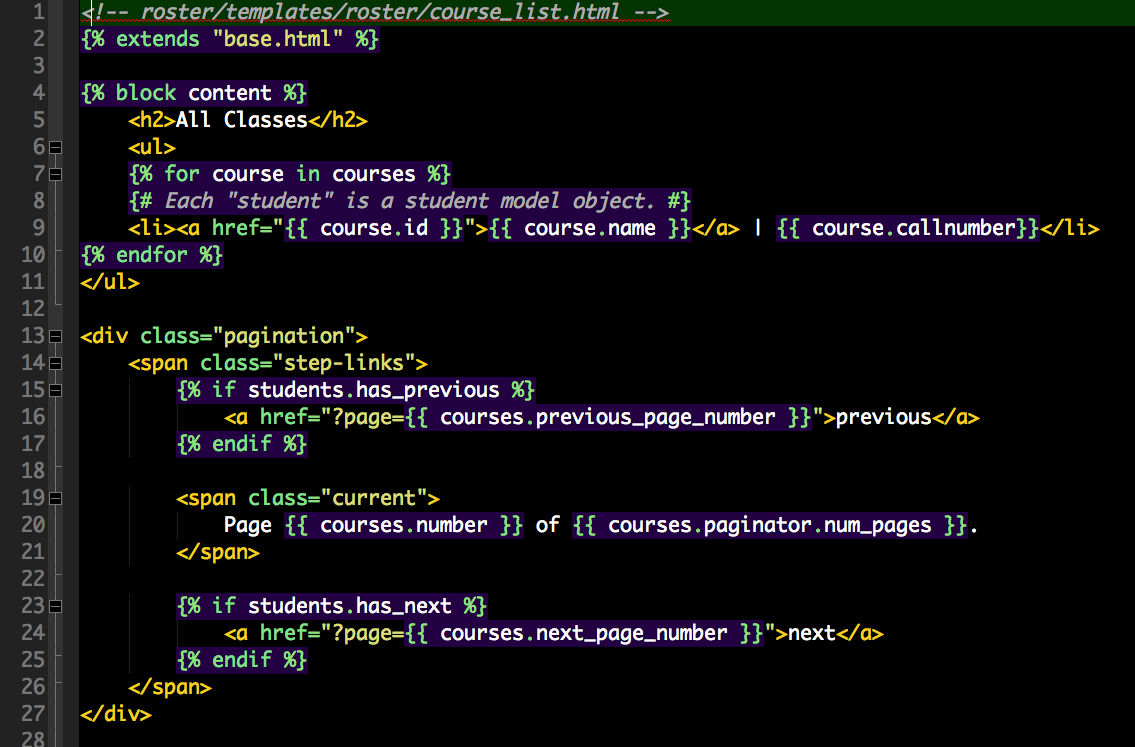 1 <!-- roster/templates/roster/course_list.html -->
2 {% extends "base.html" %}
3
4 {% block content %}
5     <h2>All Classes</h2>
6     <ul>
7     {% for course in courses %}
8     {# Each "student" is a student model object. #}
9     <li><a href="{{ course.id }}">{{ course.name }}</a> | {{ course.callnumber}}</li>
10 {% endfor %}
11 </ul>
12
13 <div class="pagination">
14     <span class="step-links">
15         {% if students.has_previous %}
16             <a href="?page={{ courses.previous_page_number }}">previous</a>
17         {% endif %}
18
19         <span class="current">
20             Page {{ courses.number }} of {{ courses.paginator.num_pages }}.
21         </span>
22
23         {% if students.has_next %}
24             <a href="?page={{ courses.next_page_number }}">next</a>
25         {% endif %}
26     </span>
27 </div>
28